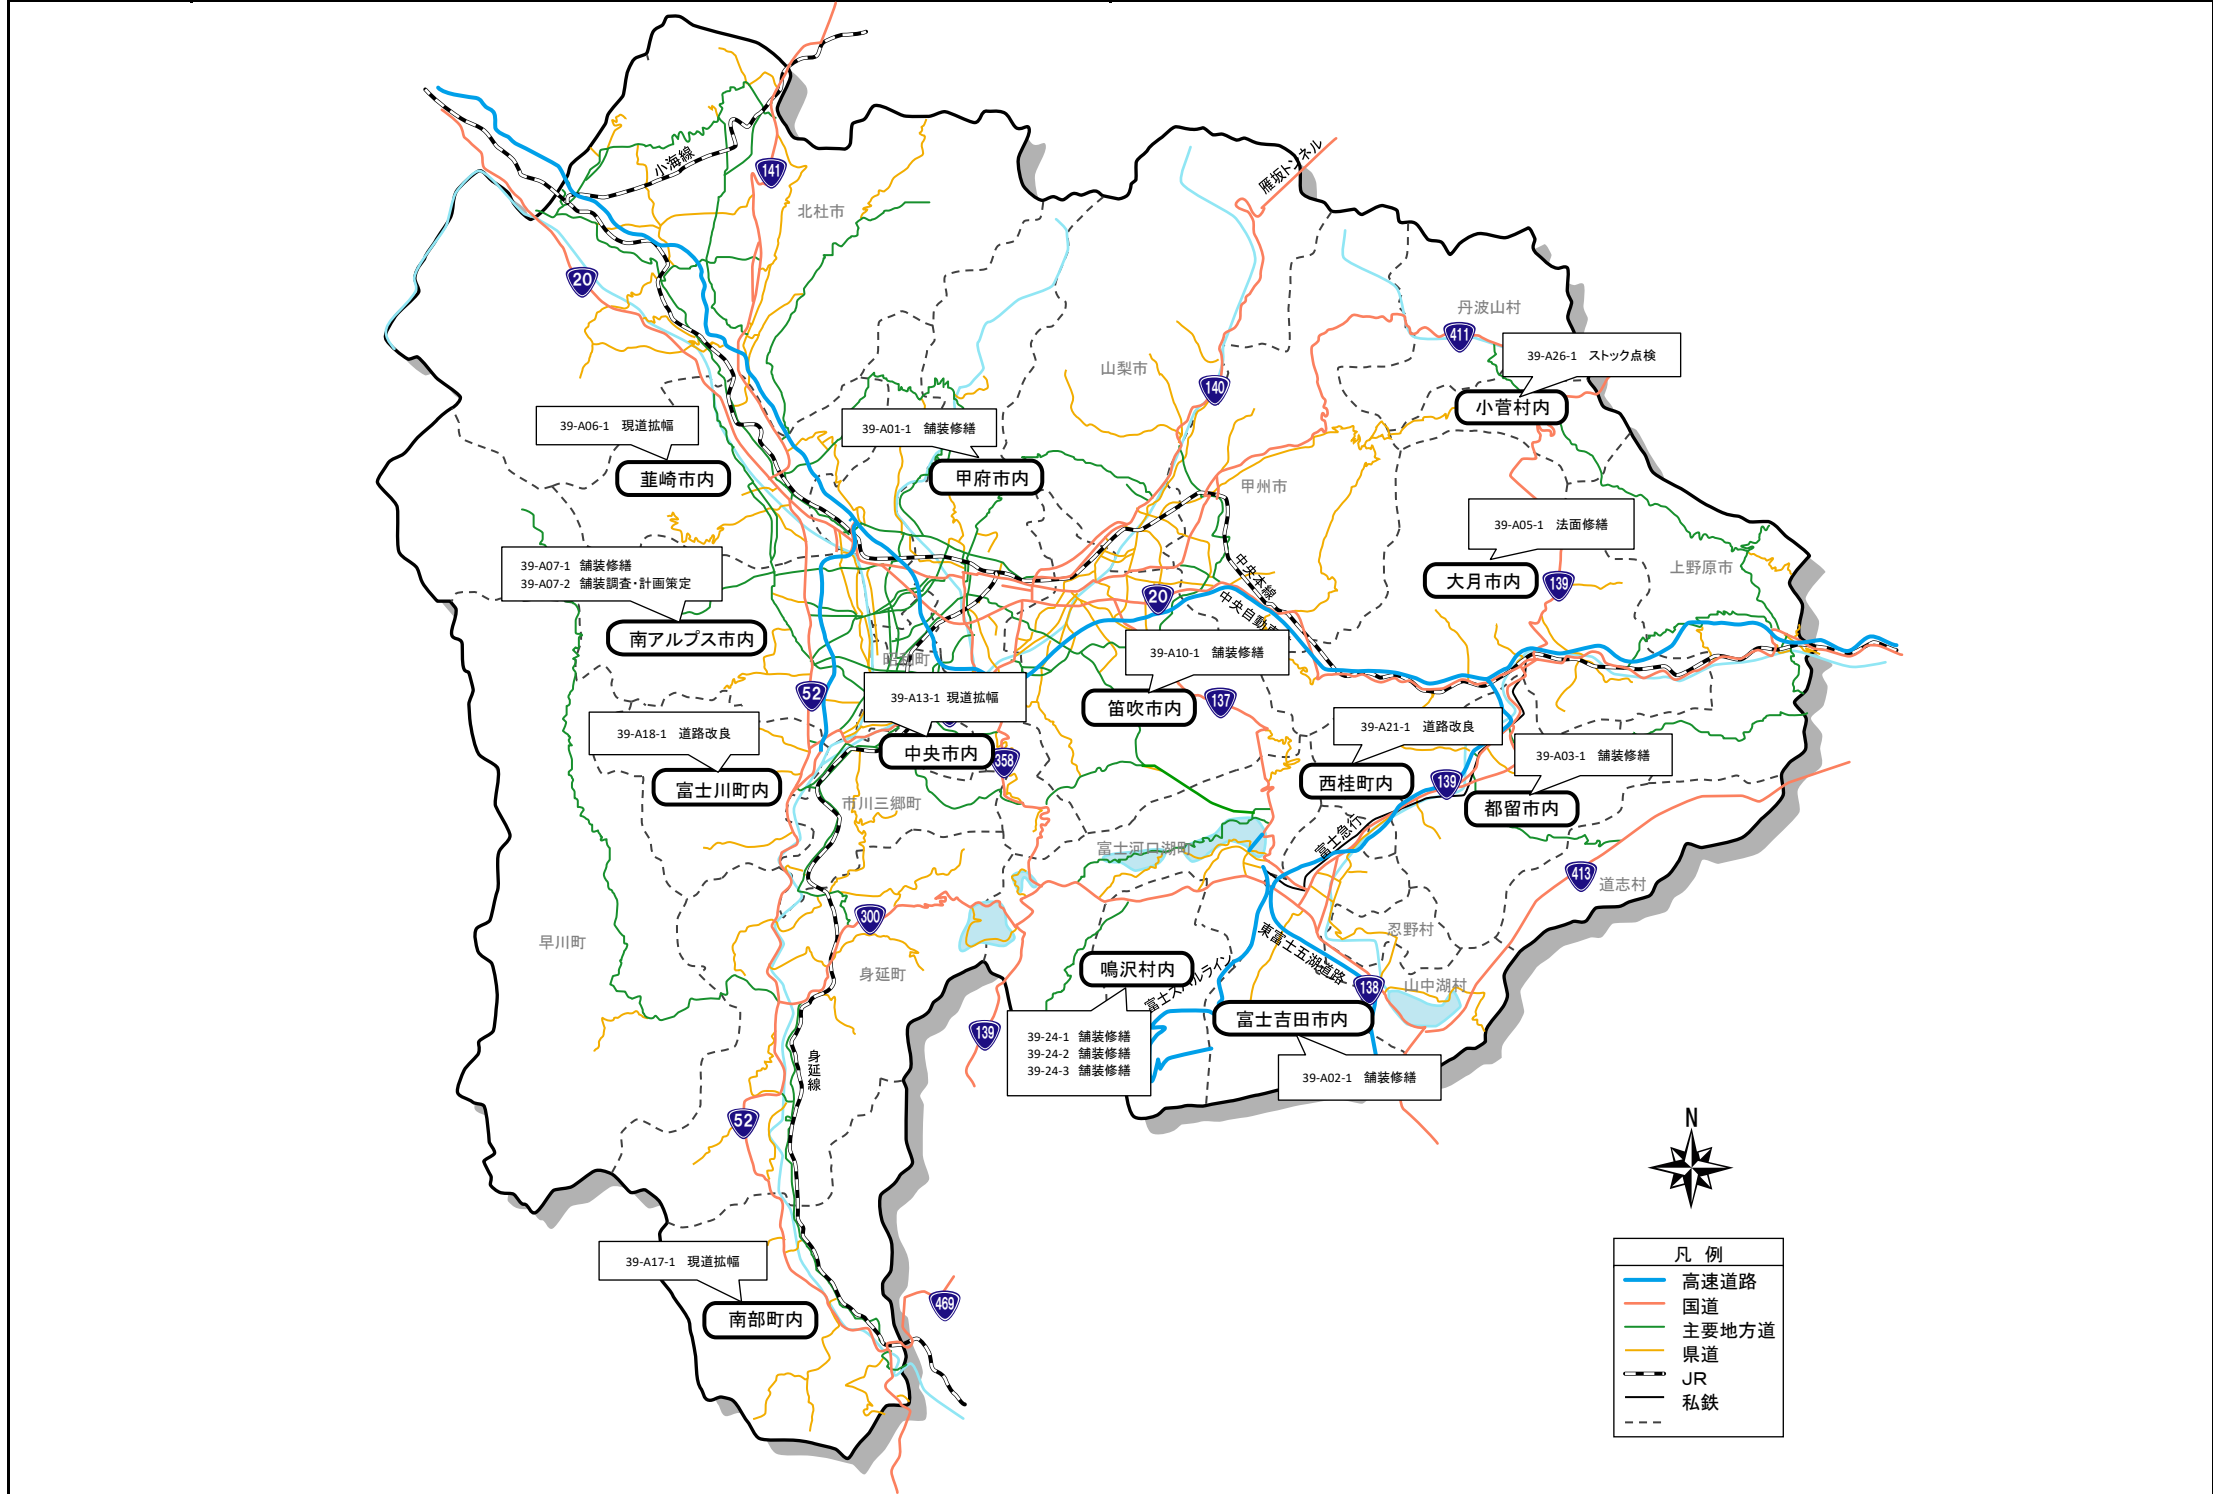 小海線
141
北杜市
雁坂トンネル
20
丹波山村
411
39-A26-1 ストック点検
小菅村内
山梨市
140
39-A06-1 現道拡幅
韮崎市内
39-A01-1 舗装修繕
甲府市内
甲州市
39-A05-1 法面修繕
大月市内
139
上野原市
39-A07-1 舗装修繕
39-A07-2 舗装調査・計画策定
南アルプス市内
中央本線
中央自動
20
昭和町
39-A10-1 舗装修繕
笛吹市内
137
52
39-A13-1 現道拡幅
中央市内
358
39-A18-1 道路改良
富士川町内
39-A21-1 道路改良
西桂町内
139
39-A03-1 舗装修繕
都留市内
市川三郷町
富士河口湖町
富士急行
413
道志村
300
早川町
身延町
忍野村
東富士五湖道路
鳴沢村内
富士スバルライン
138
山中湖村
139
39-24-1 舗装修繕
39-24-2 舗装修繕
39-24-3 舗装修繕
富士吉田市内
39-A02-1 舗装修繕
身延線
52
N
39-A17-1 現道拡幅
南部町内
469
凡 例
高速道路
国道
主要地方道
県道
JR
私鉄